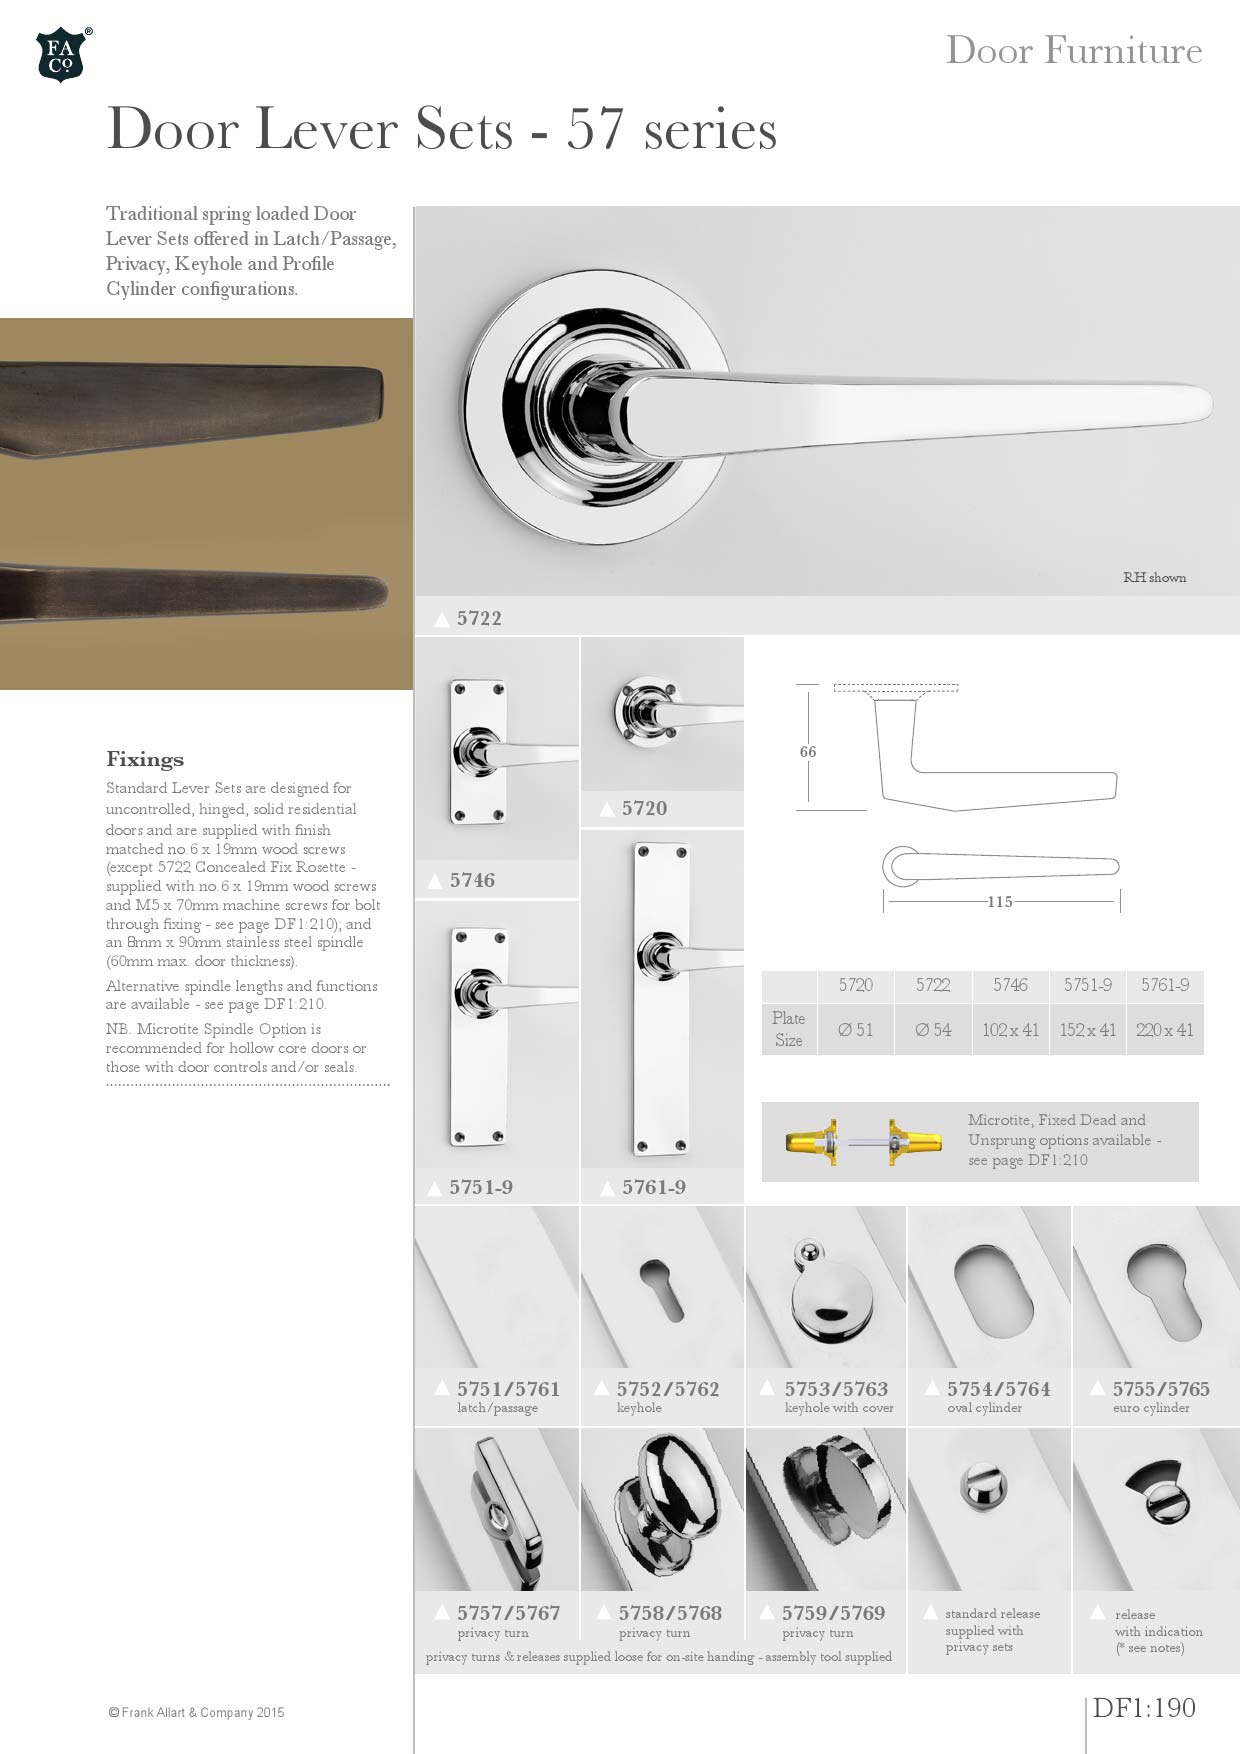 FA
Co.
®
Door Furniture
Door Lever Sets - 57 series
Traditional spring loaded Door
Lever Sets offered in Latch/Passage,
Privacy, Keyhole and Profile
Cylinder configurations.
RH shown
5722
Fixings
Standard Lever Sets are designed for
uncontrolled, hinged, solid residential
doors and are supplied with finish
matched no.6 x 19mm wood screws
(except 5722 Concealed Fix Rosette -
supplied with no.6 x 19mm wood screws
and M5 x 70mm machine screws for bolt
through fixing - see page DF1:210); and
an 8mm x 90mm stainless steel spindle
(60mm max. door thickness).
Alternative spindle lengths and functions
are available - see page DF1:210.
NB. Microtite Spindle Option is
recommended for hollow core doors or
those with door controls and/or seals.
5746
5720
5751-9
5761-9
66
115
5720 5722 5746 5751-9 5761-9
Plate Size Ø 51 Ø 54 102 x 41 152 x 41 220 x 41
Microtite, Fixed Dead and
Unsprung options available -
see page DF1:210
5751/5761
latch/passage
5752/5762
keyhole
5753/5763
keyhole with cover
5754/5764
oval cylinder
5755/5765
euro cylinder
5757/5767
privacy turn
5758/5768
privacy turn
5759/5769
privacy turn
standard release
supplied with
privacy sets
release
with indication
(* see notes)
privacy turns & releases supplied loose for on-site handing - assembly tool supplied
© Frank Allart & Company 2015
DF1:190